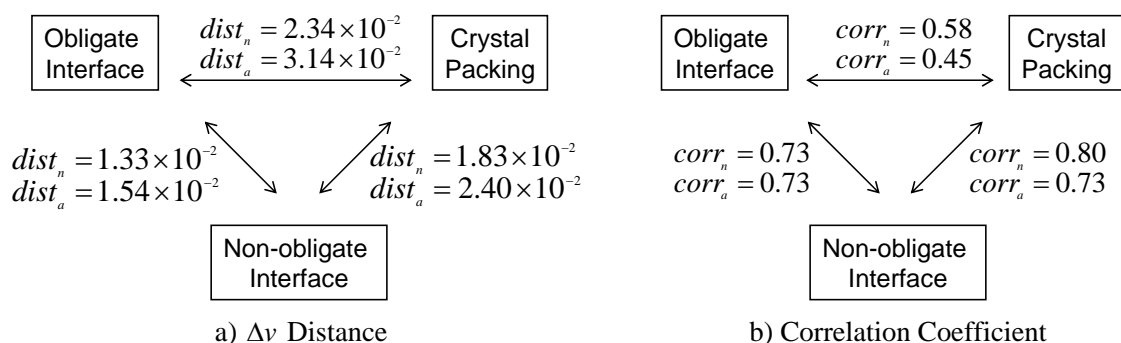 Obligate
Interface
dist_n = 2.34×10^-2
dist_a = 3.14×10^-2
Crystal
Packing
dist_n = 1.33×10^-2
dist_a = 1.54×10^-2
dist_n = 1.83×10^-2
dist_a = 2.40×10^-2
Non-obligate
Interface
a) Δv Distance
Obligate
Interface
corr_n = 0.58
corr_a = 0.45
Crystal
Packing
corr_n = 0.73
corr_a = 0.73
corr_n = 0.80
corr_a = 0.73
Non-obligate
Interface
b) Correlation Coefficient